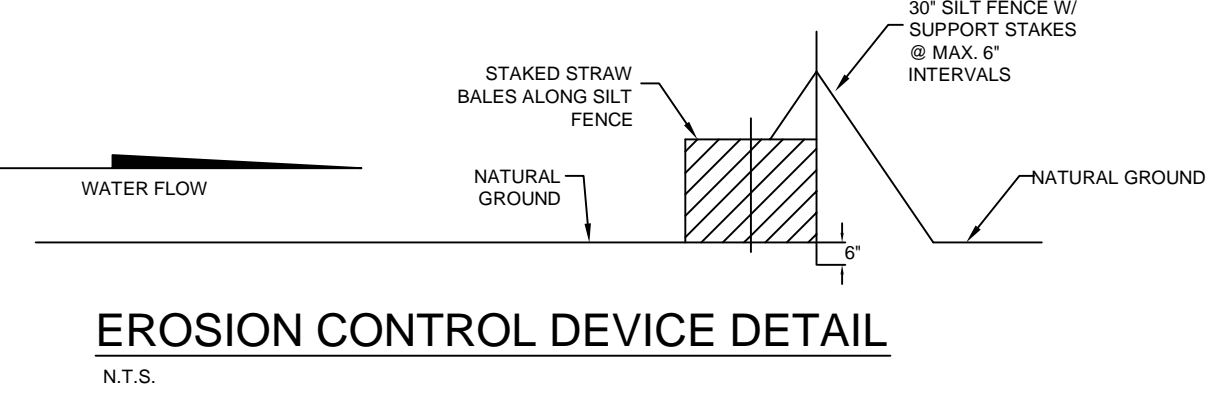 30" SILT FENCE W/
SUPPORT STAKES
@ MAX. 6"
INTERVALS
STAKED STRAW
BALES ALONG SILT
FENCE
WATER FLOW
NATURAL
GROUND
NATURAL GROUND
6"
EROSION CONTROL DEVICE DETAIL
N.T.S.